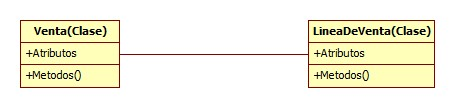 Venta(Clase)
+Atributos
+Metodos()
LineaDeVenta(Clase)
+Atributos
+Metodos()